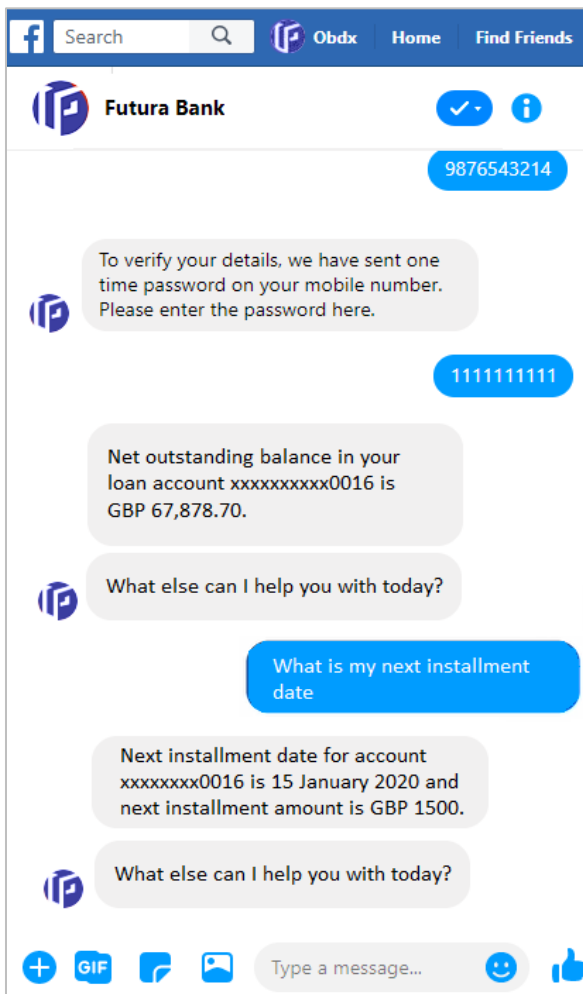 f Search Obdx Home Find Friends
Futura Bank
9876543214
To verify your details, we have sent one
time password on your mobile number.
Please enter the password here.
1111111111
Net outstanding balance in your
loan account xxxxxxxxxx0016 is
GBP 67,878.70.
What else can I help you with today?
What is my next installment
date
Next installment date for account
xxxxxxxx0016 is 15 January 2020 and
next installment amount is GBP 1500.
What else can I help you with today?
GIF Type a message...